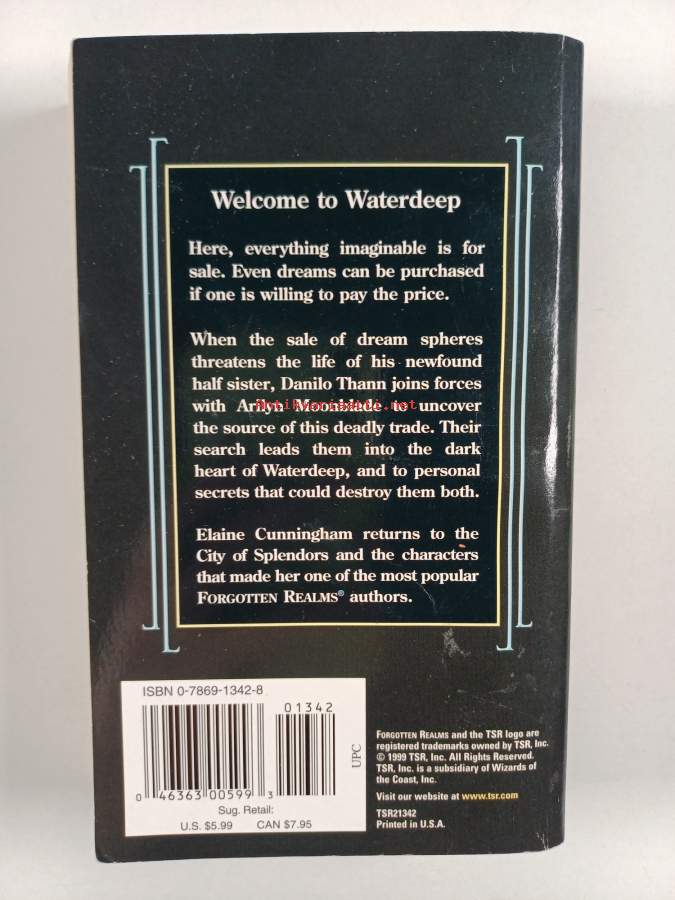 Welcome to Waterdeep
Here, everything imaginable is for
sale. Even dreams can be purchased
if one is willing to pay the price.
When the sale of dream spheres
threatens the life of his newfound
half sister, Danilo Thann joins forces
with Arilyn Moonblade to uncover
Antikvariaatti.net
the source of this deadly trade. Their
search leads them into the dark
heart of Waterdeep, and to personal
secrets that could destroy them both.
Elaine Cunningham returns to the
City of Splendors and the characters
that made her one of the most popular
FORGOTTEN REALMS® authors.
ISBN 0-7869-1342-8
01342
0 46363 00599 3
UPC
Sug. Retail:
U.S. $5.99 CAN $7.95
FORGOTTEN REALMS and the TSR logo are
registered trademarks owned by TSR, Inc.
© 1999 TSR, Inc. All Rights Reserved.
TSR, Inc. is a subsidiary of Wizards of
the Coast, Inc.
Visit our website at www.tsr.com
TSR21342
Printed in U.S.A.